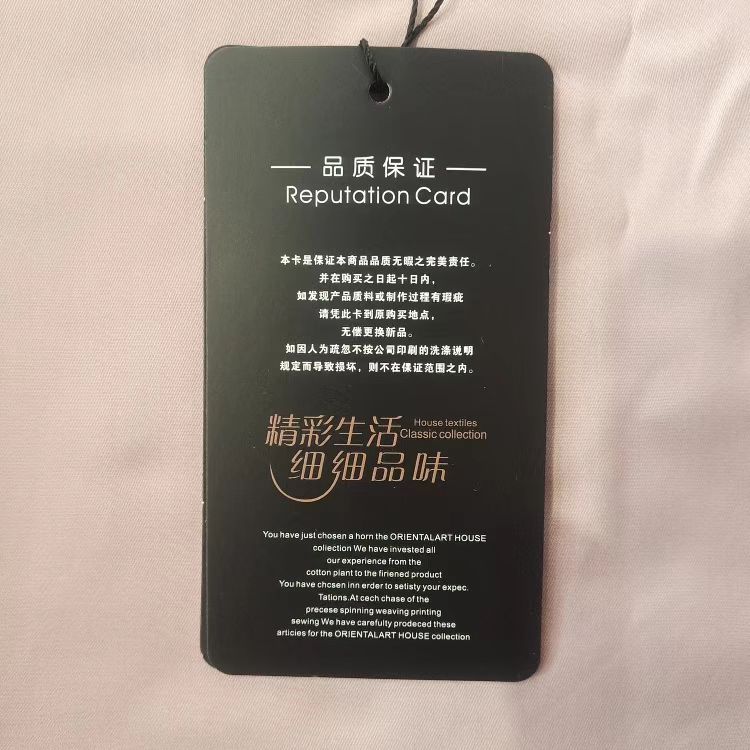 品质保证
Reputation Card
本卡是保证本商品品质无暇之完美责任。
并在购买之日起十日内，
如发现产品质料或制作过程有瑕疵
请凭此卡到原购买地点，
无偿更换新品。
如因人为疏忽不按公司印刷的洗涤说明
规定而导致损坏，则不在保证范围之内。
精彩生活
House textiles
Classic collection
细细品味
You have just chosen a horn the ORIENTALART HOUSE
collection We have invested all
our experience from the
cotton plant to the firiened product
You have chcsen inn erder to setisty your expec.
Tations.At cech chase of the
precese spinning weaving printing
sewing We have carefully prodeced these
articies for the ORIENTALART HOUSE collection